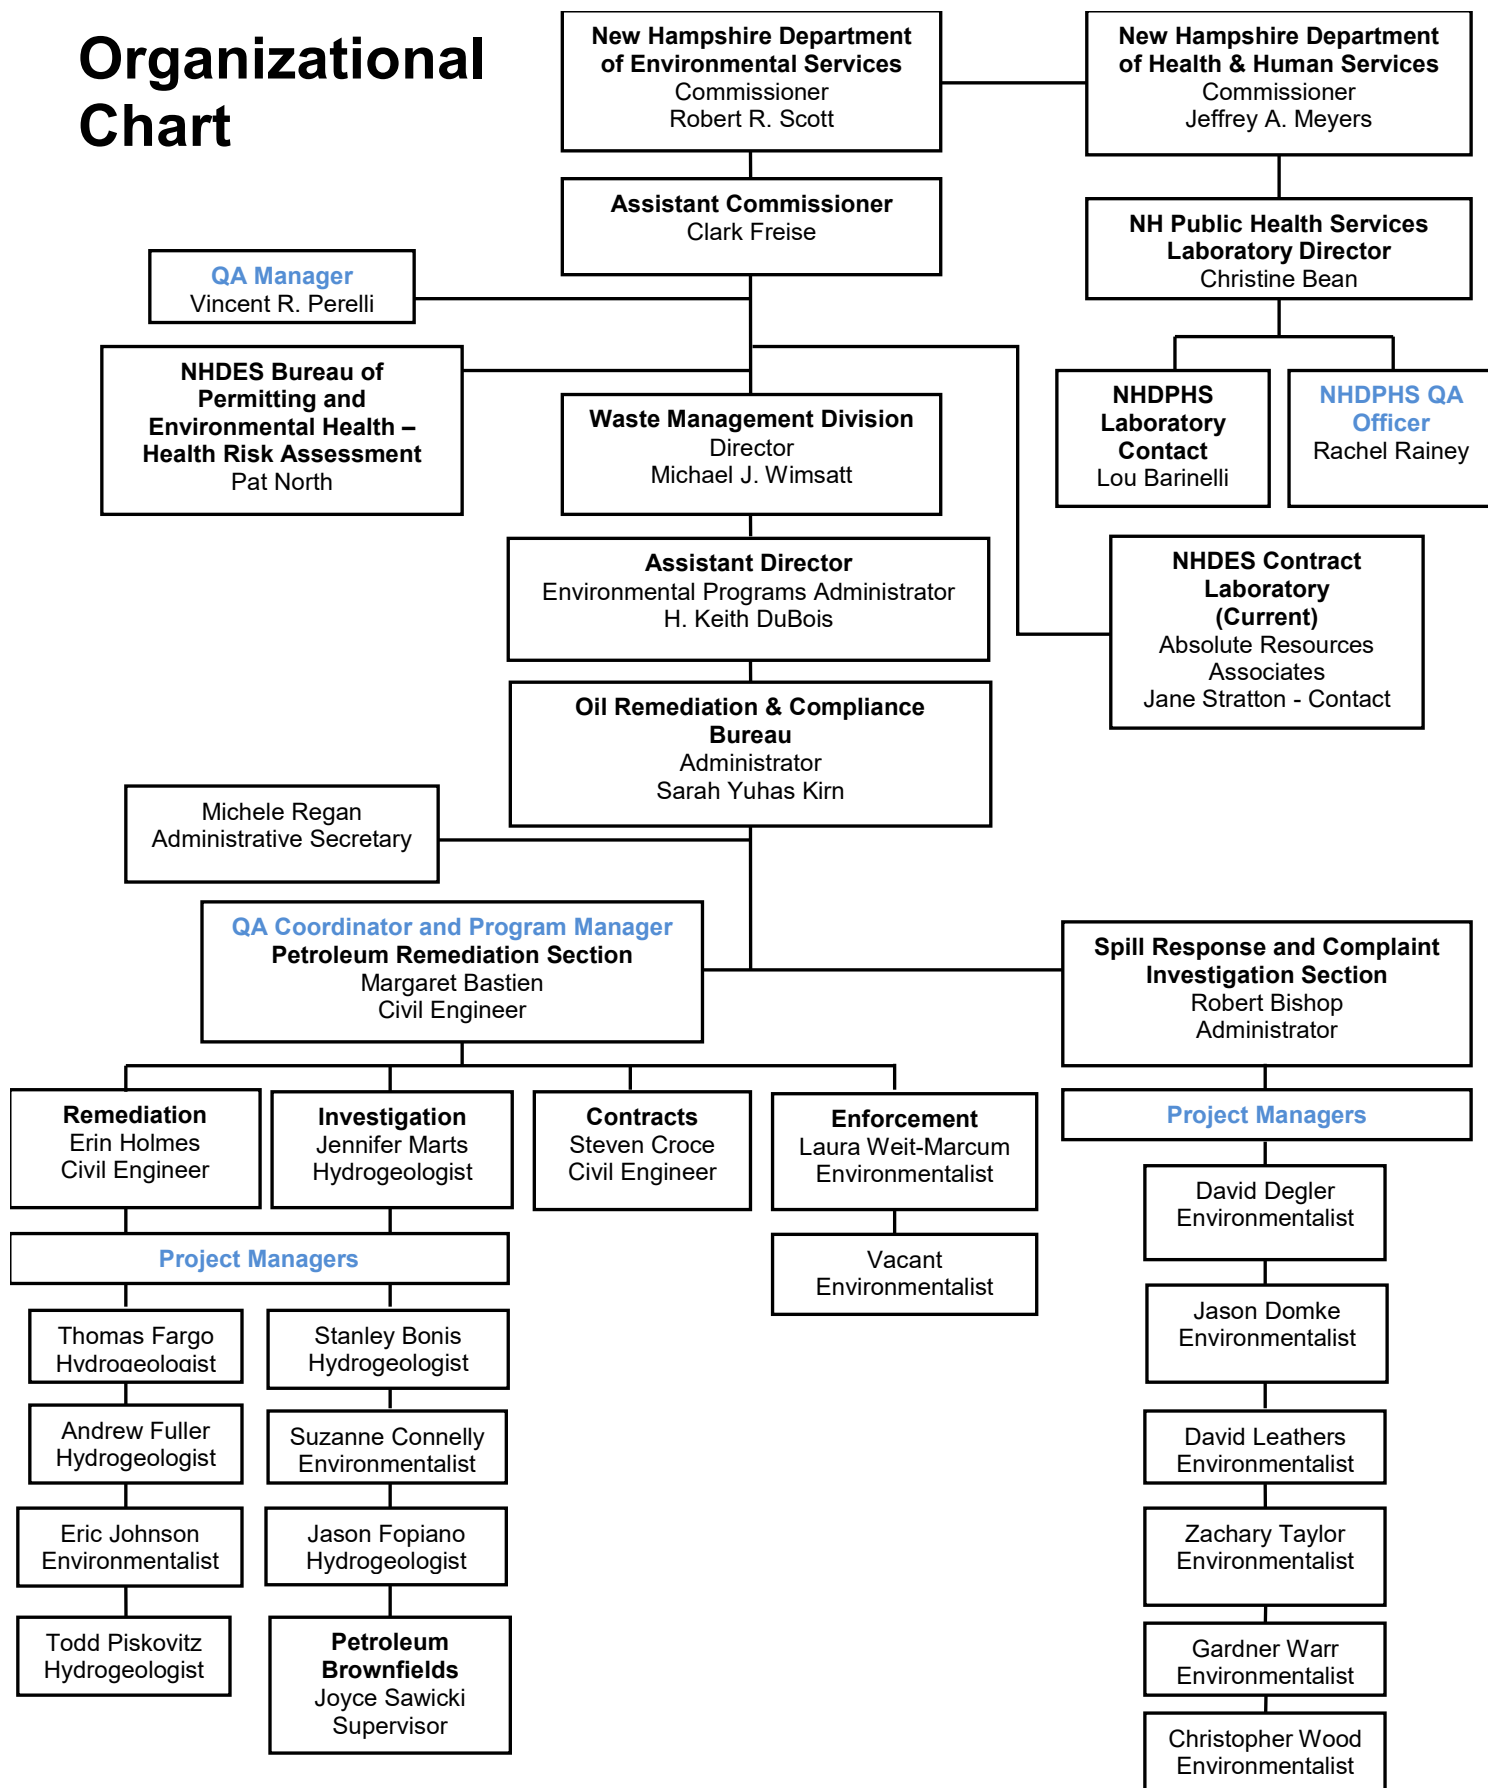 Organizational
Chart
New Hampshire Department
of Environmental Services
Commissioner
Robert R. Scott
New Hampshire Department
of Health & Human Services
Commissioner
Jeffrey A. Meyers
Assistant Commissioner
Clark Freise
NH Public Health Services
Laboratory Director
Christine Bean
QA Manager
Vincent R. Perelli
NHDES Bureau of
Permitting and
Environmental Health –
Health Risk Assessment
Pat North
Waste Management Division
Director
Michael J. Wimsatt
NHDPHS
Laboratory
Contact
Lou Barinelli
NHDPHS QA
Officer
Rachel Rainey
Assistant Director
Environmental Programs Administrator
H. Keith DuBois
NHDES Contract
Laboratory
(Current)
Absolute Resources
Associates
Jane Stratton - Contact
Oil Remediation & Compliance
Bureau
Administrator
Sarah Yuhas Kirn
Michele Regan
Administrative Secretary
QA Coordinator and Program Manager
Petroleum Remediation Section
Margaret Bastien
Civil Engineer
Spill Response and Complaint
Investigation Section
Robert Bishop
Administrator
Remediation
Erin Holmes
Civil Engineer
Investigation
Jennifer Marts
Hydrogeologist
Contracts
Steven Croce
Civil Engineer
Enforcement
Laura Weit-Marcum
Environmentalist
Project Managers
Vacant
Environmentalist
Project Managers
Thomas Fargo
Hydrogeologist
Andrew Fuller
Hydrogeologist
Eric Johnson
Environmentalist
Todd Piskovitz
Hydrogeologist
Stanley Bonis
Hydrogeologist
Suzanne Connelly
Environmentalist
Jason Fopiano
Hydrogeologist
Petroleum
Brownfields
Joyce Sawicki
Supervisor
David Degler
Environmentalist
Jason Domke
Environmentalist
David Leathers
Environmentalist
Zachary Taylor
Environmentalist
Gardner Warr
Environmentalist
Christopher Wood
Environmentalist